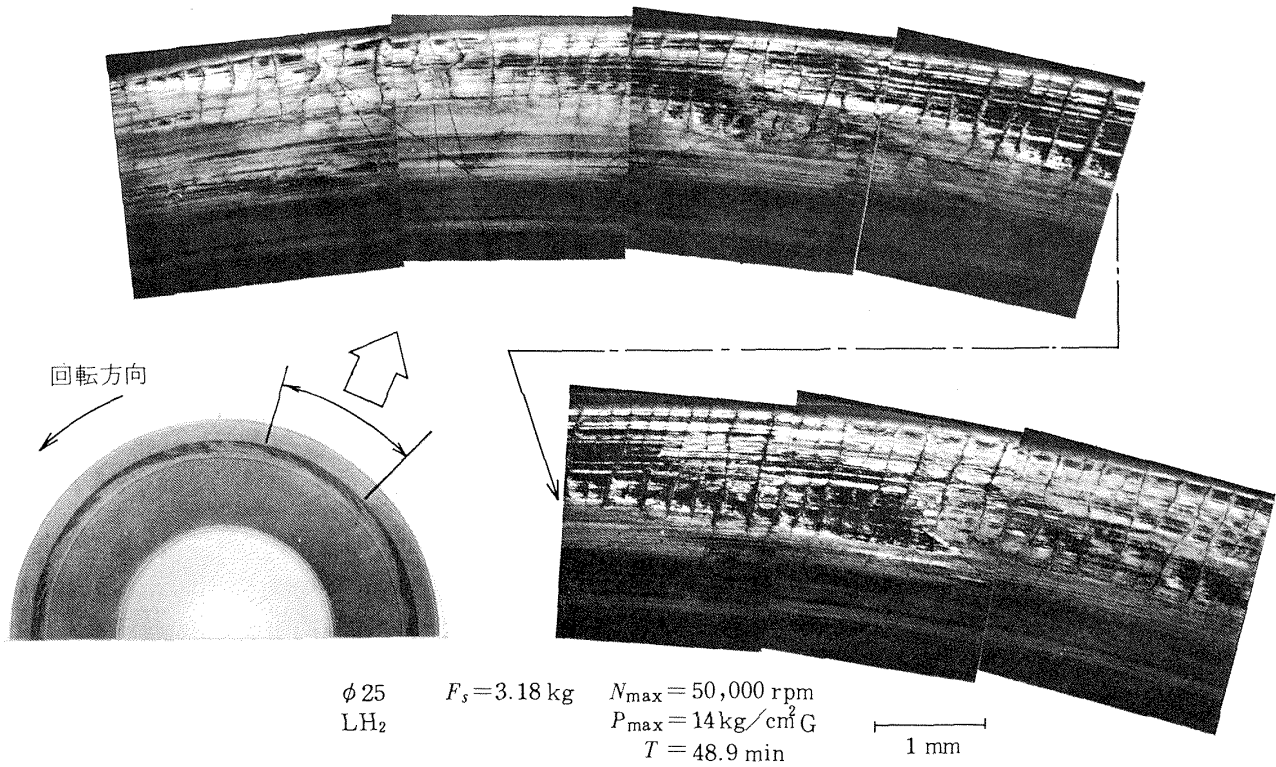 回転方向
φ25 F_s=3.18 kg N_max=50,000 rpm
LH₂ P_max=14 kg/cm² G
T=48.9 min
1 mm